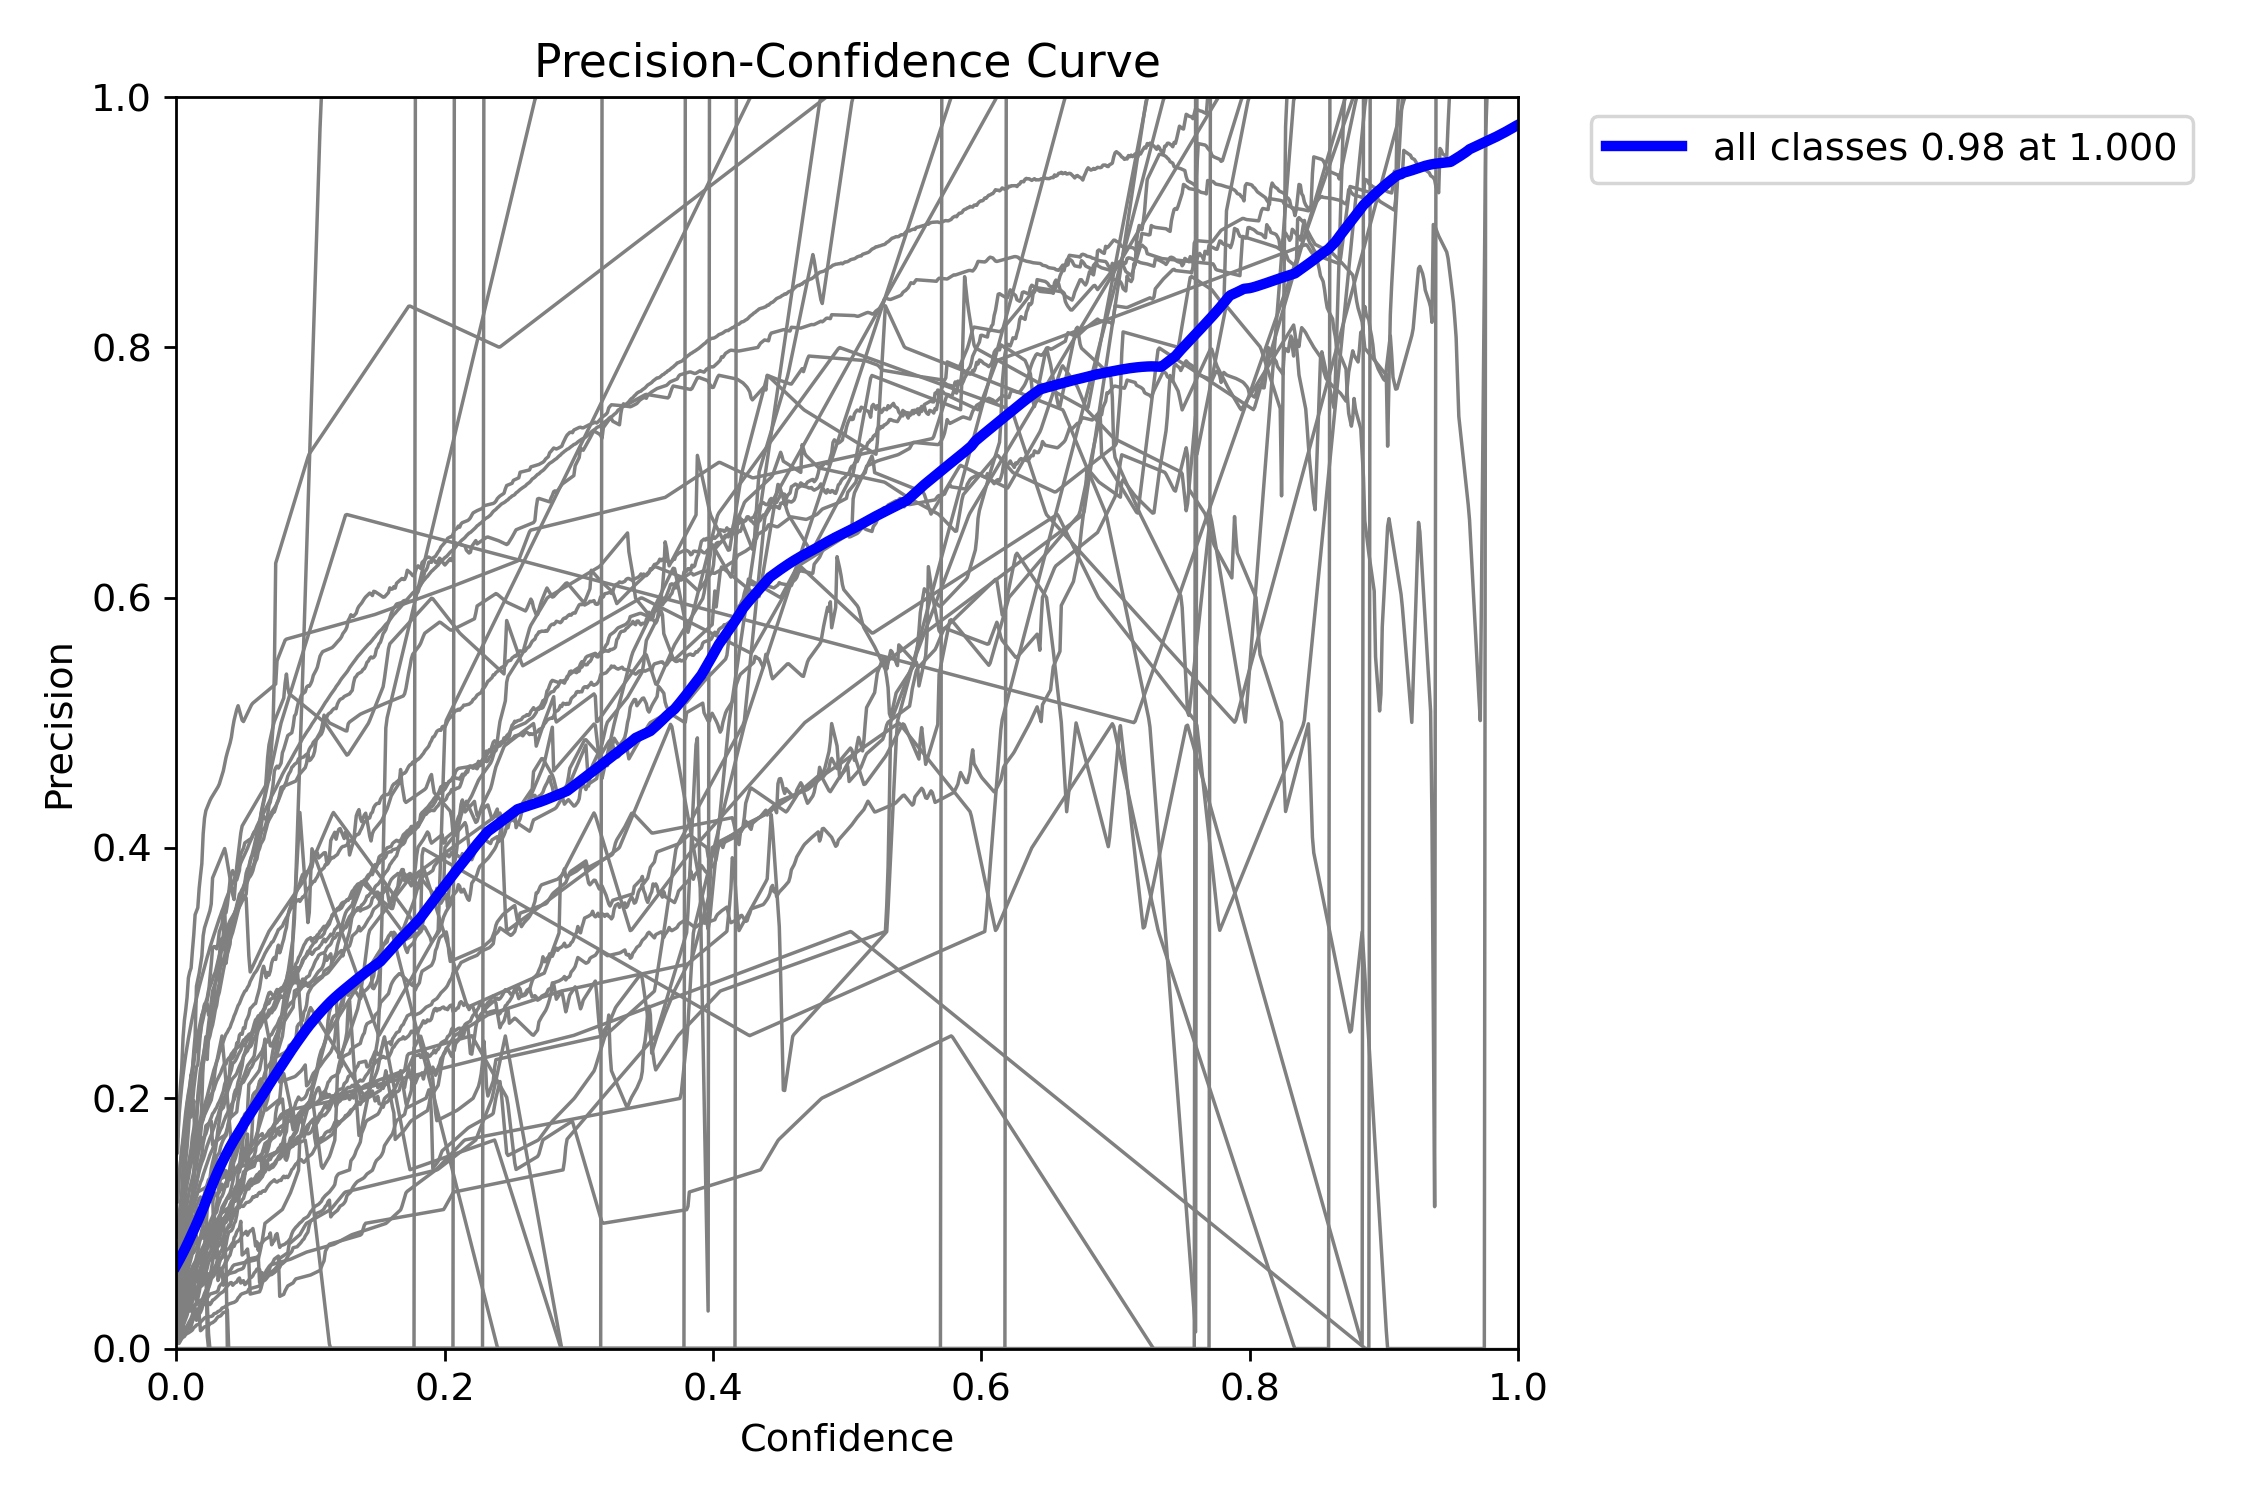 Precision-Confidence Curve
all classes 0.98 at 1.000
Precision
1.0
0.8
0.6
0.4
0.2
0.0
0.0 0.2 0.4 0.6 0.8 1.0
Confidence